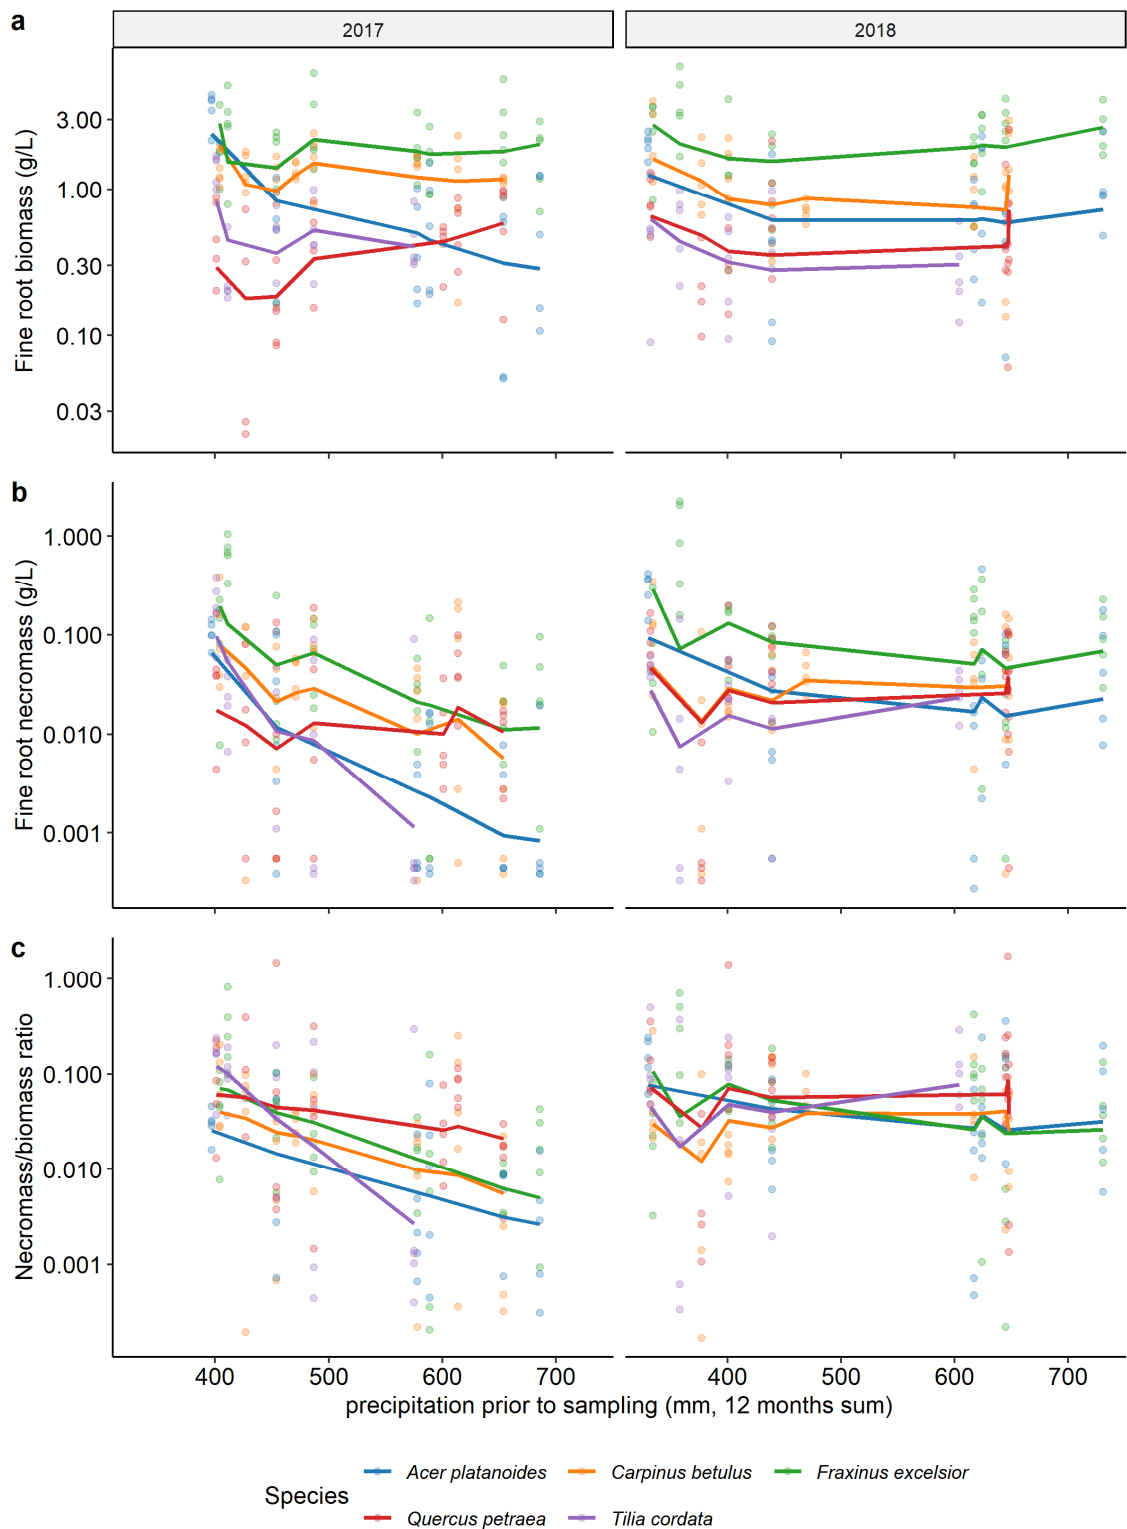 a
2017
2018
Fine root biomass (g/L)
3.00
1.00
0.30
0.10
0.03
b
Fine root necromass (g/L)
1.000
0.100
0.010
0.001
c
Necromass/biomass ratio
1.000
0.100
0.010
0.001
400 500 600 700 400 500 600 700
precipitation prior to sampling (mm, 12 months sum)
Species
Acer platanoides Carpinus betulus Fraxinus excelsior
Quercus petraea Tilia cordata